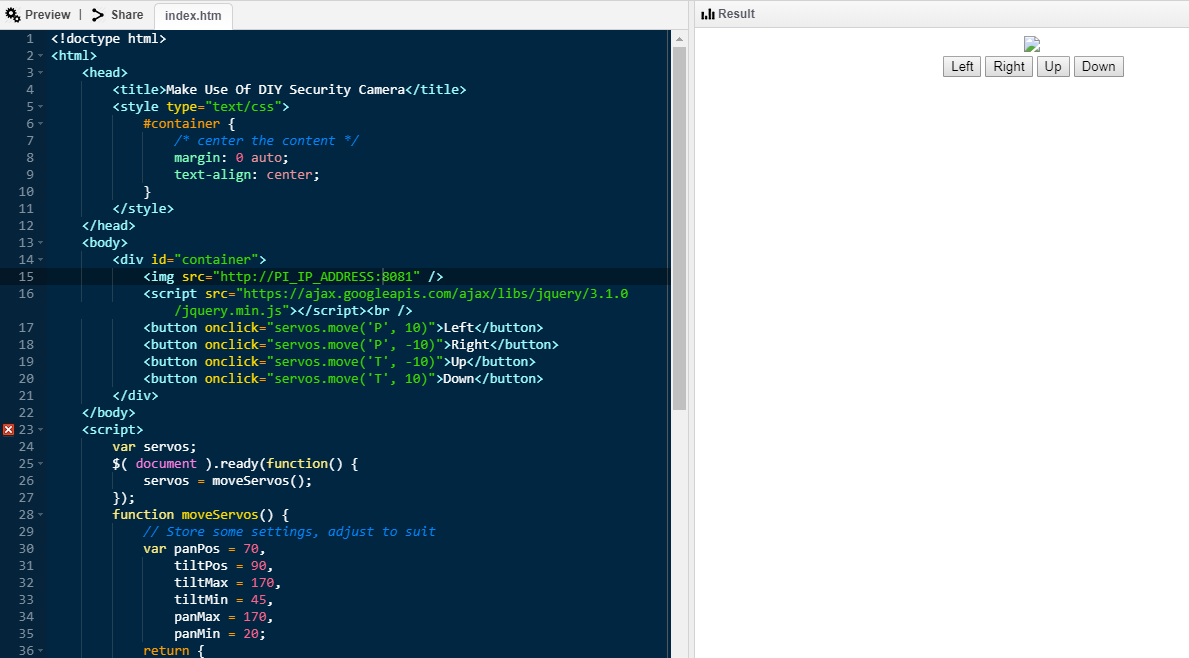 Preview | Share index.htm
1 <!doctype html>
2 <html>
3 <head>
4 <title>Make Use Of DIY Security Camera</title>
5 <style type="text/css">
6 #container {
7 /* center the content */
8 margin: 0 auto;
9 text-align: center;
10 }
11 </style>
12 </head>
13 <body>
14 <div id="container">
15 <img src="http://PI_IP_ADDRESS:8081" />
16 <script src="https://ajax.googleapis.com/ajax/libs/jquery/3.1.0
/jquery.min.js"></script><br />
17 <button onclick="servos.move('P', 10)">Left</button>
18 <button onclick="servos.move('P', -10)">Right</button>
19 <button onclick="servos.move('T', -10)">Up</button>
20 <button onclick="servos.move('T', 10)">Down</button>
21 </div>
22 </body>
23 <script>
24 var servos;
25 $( document ).ready(function() {
26 servos = moveServos();
27 });
28 function moveServos() {
29 // Store some settings, adjust to suit
30 var panPos = 70,
31 tiltPos = 90,
32 tiltMax = 170,
33 tiltMin = 45,
34 panMax = 170,
35 panMin = 20;
36 return {
Result
Left Right Up Down